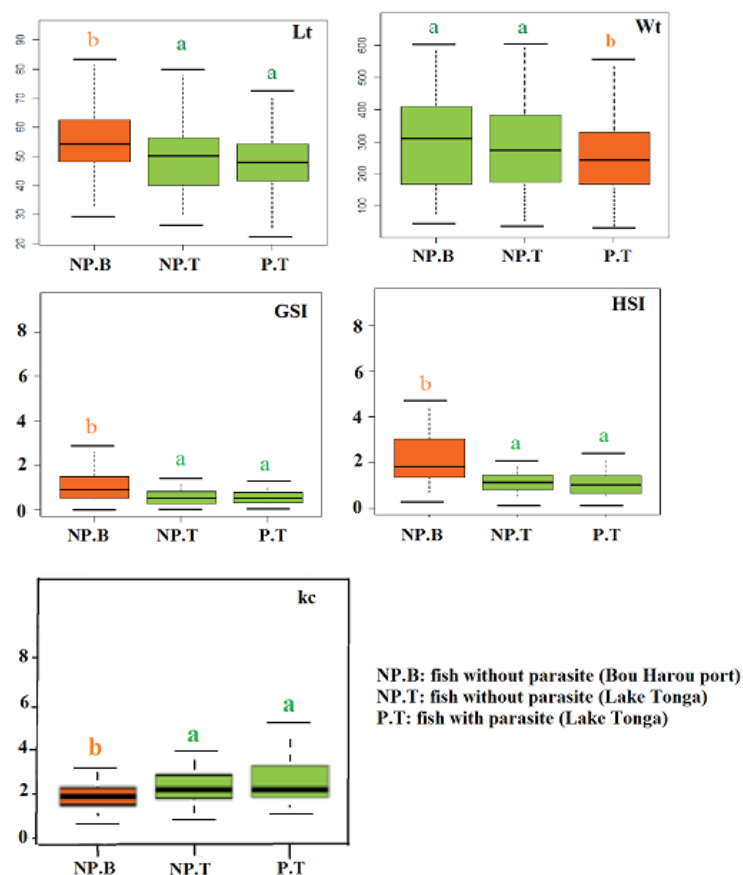 Lt
b
a
a
90
80
70
60
50
40
30
20
NP.B NP.T P.T
Wt
a
a
b
600
500
400
300
200
100
NP.B NP.T P.T
GSI
8
6
4
2
0
b
a
a
NP.B NP.T P.T
HSI
8
6
4
2
0
b
a
a
NP.B NP.T P.T
kc
8
6
4
2
0
b
a
a
NP.B NP.T P.T
NP.B: fish without parasite (Bou Harou port)
NP.T: fish without parasite (Lake Tonga)
P.T: fish with parasite (Lake Tonga)